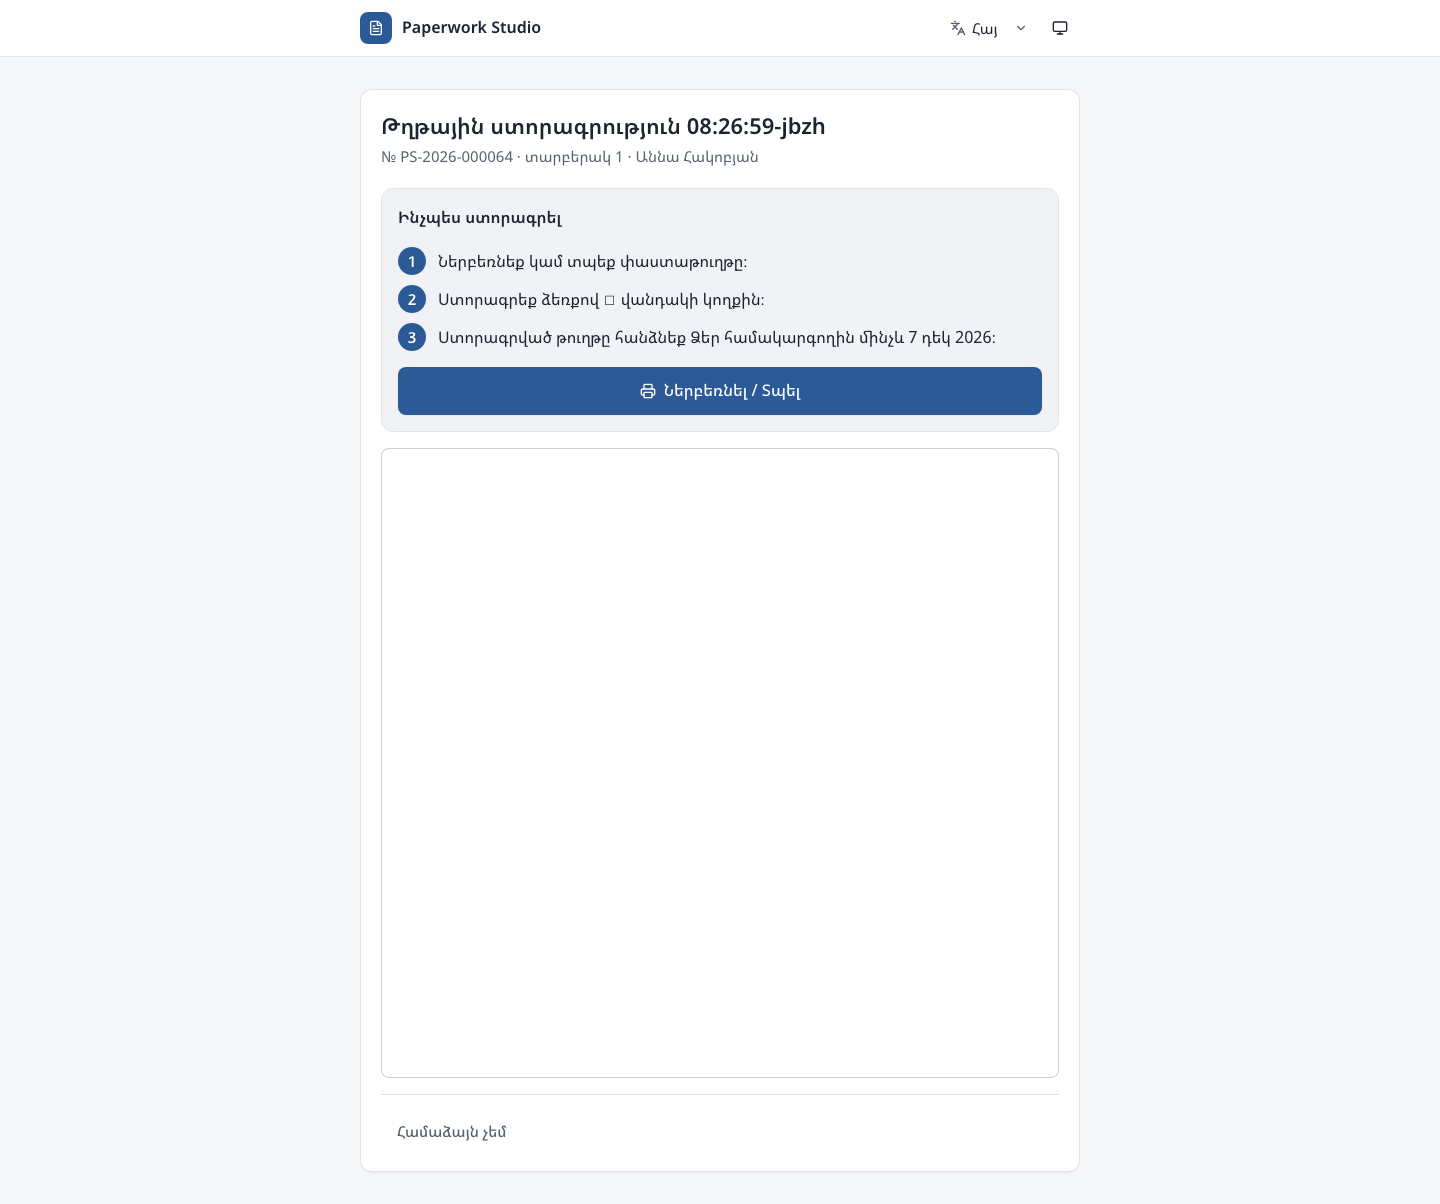 Paperwork Studio
Հայ
Թղթային ստորագրություն 08:26:59-jbzh
№ PS-2026-000064 · տարբերակ 1 · Աննա Հակոբյան
Ինչպես ստորագրել
1 Ներբեռնեք կամ տպեք փաստաթուղթը։
2 Ստորագրեք ձեռքով □ վանդակի կողքին։
3 Ստորագրված թուղթը հանձնեք Ձեր համակարգողին մինչև 7 դեկ 2026։
Ներբեռնել / Տպել
Համաձայն չեմ